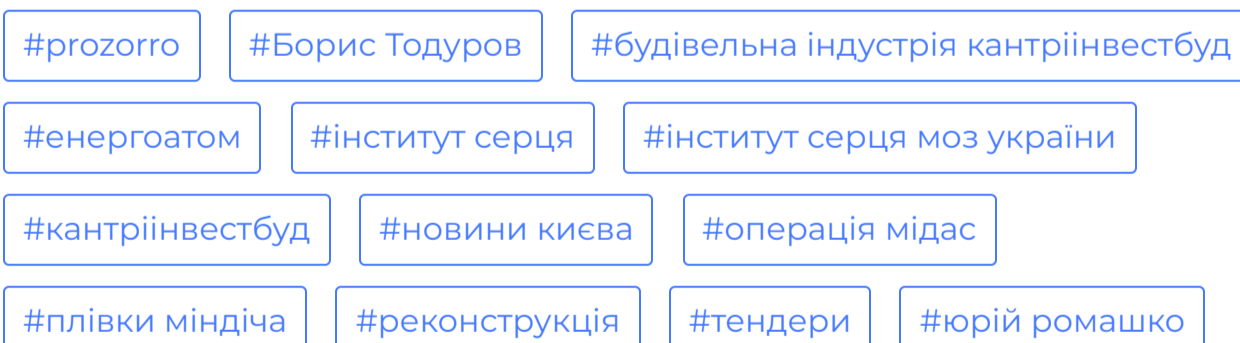 #prozorro #Борис Тодуров #будівельна індустрія кантріінвестбуд
#енергоатом #інститут серця #інститут серця моз україни
#кантріінвестбуд #новини києва #операція мідас
#плівки міндіча #реконструкція #тендери #юрій ромашко